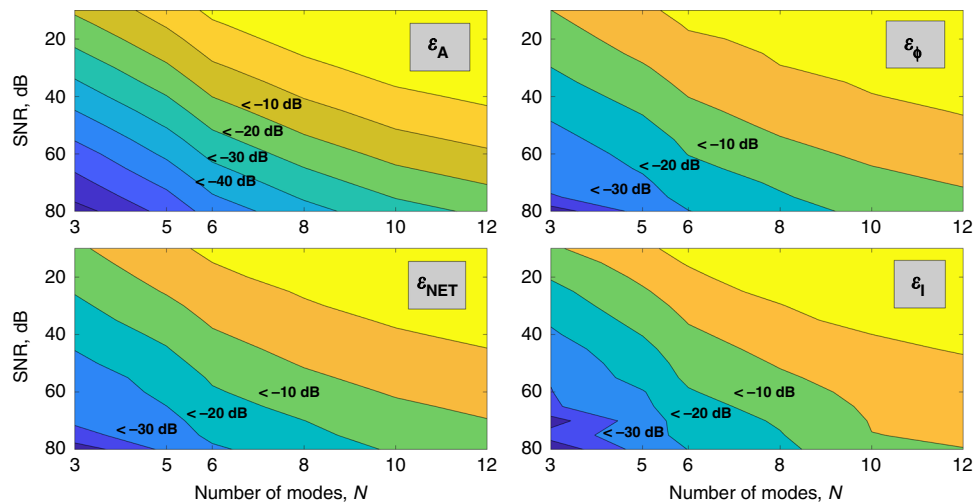 ε_A
SNR, dB
20
40
60
80
< –10 dB
< –20 dB
< –30 dB
< –40 dB
3 5 6 8 10 12
ε_ϕ
20
40
60
80
< –10 dB
< –20 dB
< –30 dB
3 5 6 8 10 12
ε_NET
SNR, dB
20
40
60
80
< –10 dB
< –20 dB
< –30 dB
3 5 6 8 10 12
Number of modes, N
ε_I
20
40
60
80
< –10 dB
< –20 dB
< –30 dB
3 5 6 8 10 12
Number of modes, N